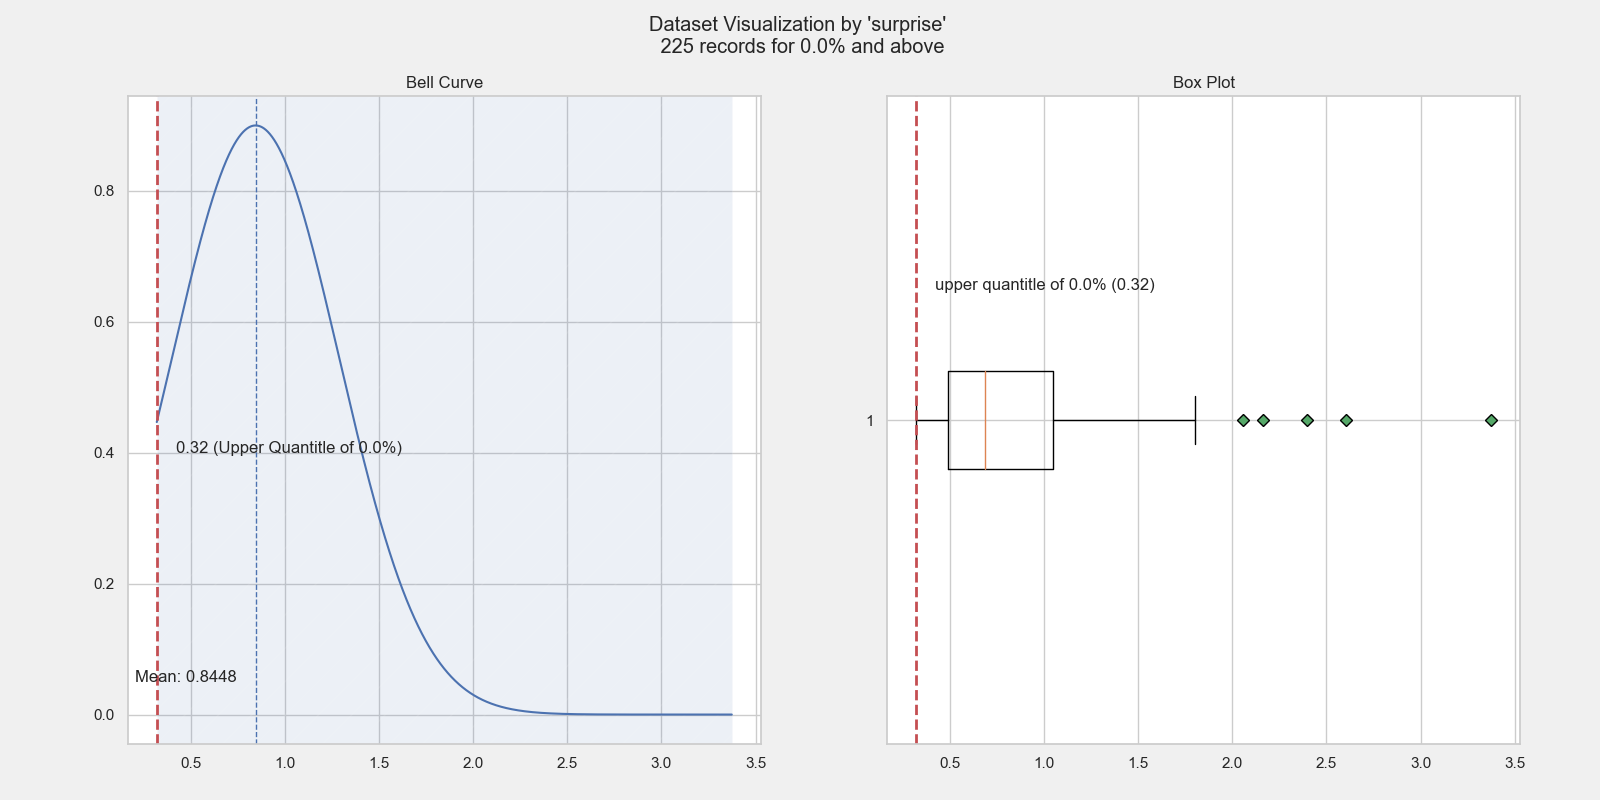 Dataset Visualization by 'surprise'
225 records for 0.0% and above
Bell Curve
0.8
0.6
0.4
0.2
0.0
0.32 (Upper Quantitle of 0.0%)
Mean: 0.8448
0.5 1.0 1.5 2.0 2.5 3.0 3.5
Box Plot
upper quantitle of 0.0% (0.32)
1
0.5 1.0 1.5 2.0 2.5 3.0 3.5